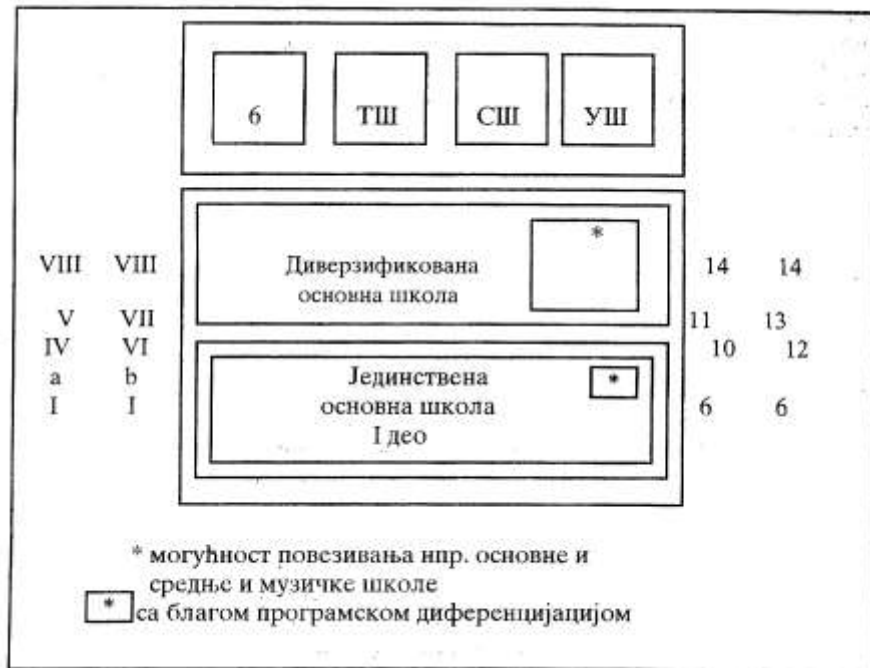 6 ТШ СШ УШ
*
VIII VIII Диверзификована 14 14
основна школа
V VII 11 13
IV VI 10 12
a b Јединствена *
I I основна школа 6 6
I део
* могућност повезивања нпр. основне и
средње и музичке школе
* са благом програмском диференцијацијом